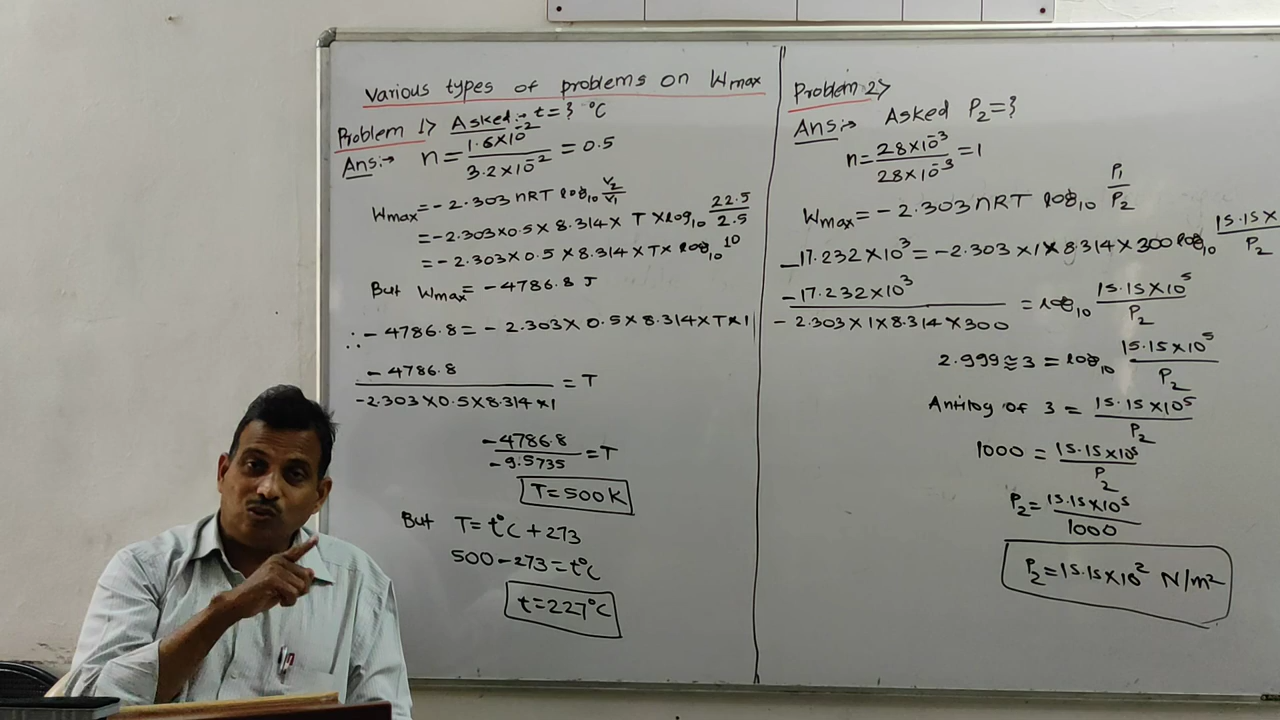 Various types of problems on Wmax
Problem 1> Asked:- t=? °C
Ans:→ n = 1.6×10⁻² / 3.2×10⁻² = 0.5
Wmax = - 2.303 nRT log₁₀ V₂/V₁
= -2.303×0.5×8.314× T ×log₁₀ 22.5/2.5
= -2.303×0.5×8.314×T× log₁₀ 10
But Wmax = -4786.8 J
∴ - 4786.8 = - 2.303× 0.5×8.314×T×1
- 4786.8 / -2.303×0.5×8.314×1 = T
-4786.8 / -9.5735 = T
T=500K
But T= t°C +273
500-273=t°C
t=227°C
Problem 2>
Ans:→ Asked P₂=?
n= 28×10⁻³ / 28×10⁻³ = 1
Wmax = - 2.303 nRT log₁₀ P₁/P₂
-17.232×10³ = -2.303 ×1×8.314×300 log₁₀ 15.15× / P₂
-17.232×10³ / -2.303×1×8.314×300 = log₁₀ 15.15×10⁵ / P₂
2.999≈3 = log₁₀ 15.15×10⁵ / P₂
Antilog of 3 = 15.15×10⁵ / P₂
1000 = 15.15×10⁵ / P₂
P₂= 15.15×10⁵ / 1000
P₂=15.15×10² N/m²